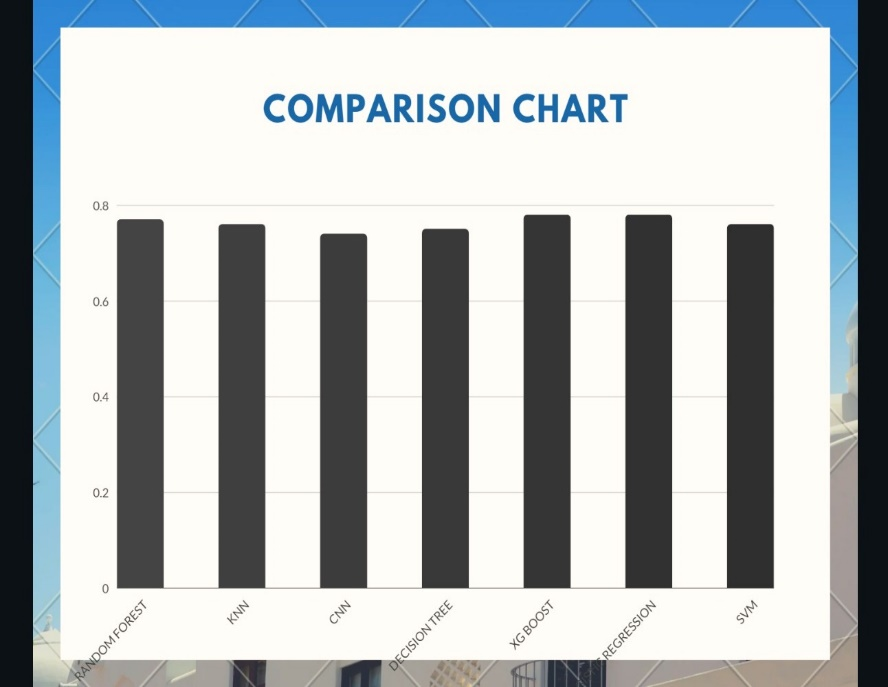 COMPARISON CHART
0.8
0.6
0.4
0.2
0
RANDOM FOREST
KNN
CNN
DECISION TREE
XG BOOST
REGRESSION
SVM